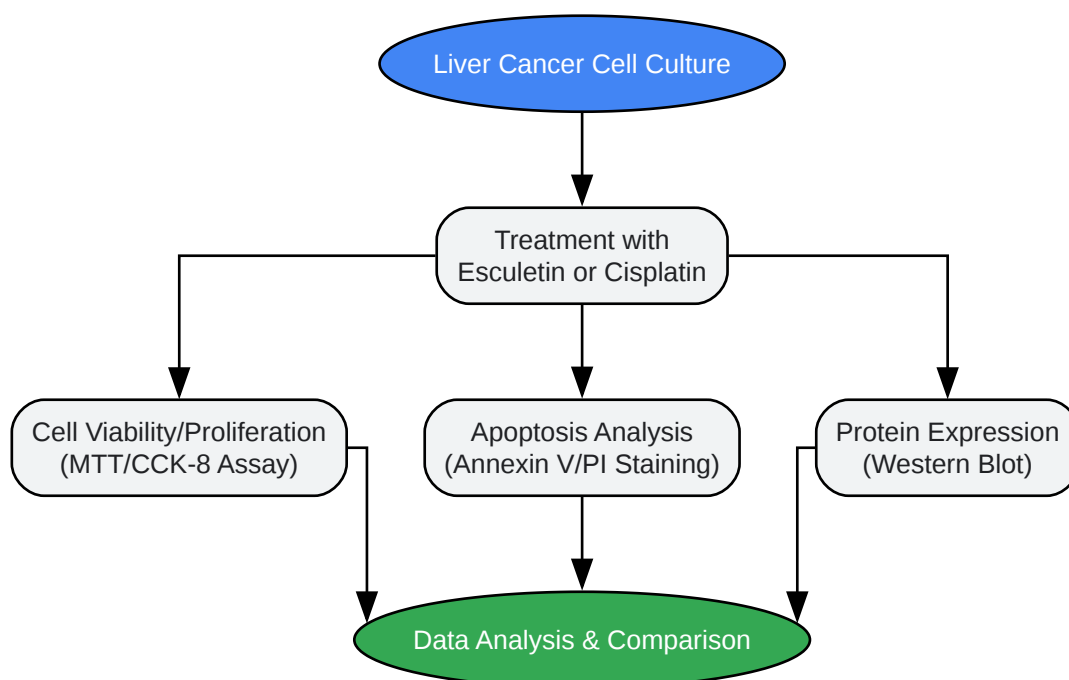 Liver Cancer Cell Culture
Treatment with
Esculetin or Cisplatin
Cell Viability/Proliferation
(MTT/CCK-8 Assay)
Apoptosis Analysis
(Annexin V/PI Staining)
Protein Expression
(Western Blot)
Data Analysis & Comparison